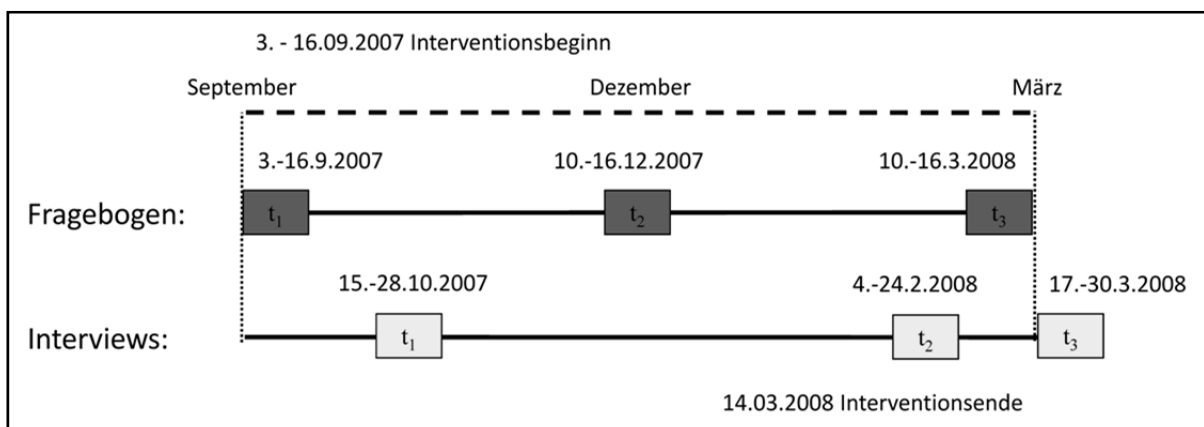 3. - 16.09.2007 Interventionsbeginn
September Dezember März
3.-16.9.2007 10.-16.12.2007 10.-16.3.2008
Fragebogen: t₁ t₂ t₃
15.-28.10.2007 4.-24.2.2008 17.-30.3.2008
Interviews: t₁ t₂ t₃
14.03.2008 Interventionsende